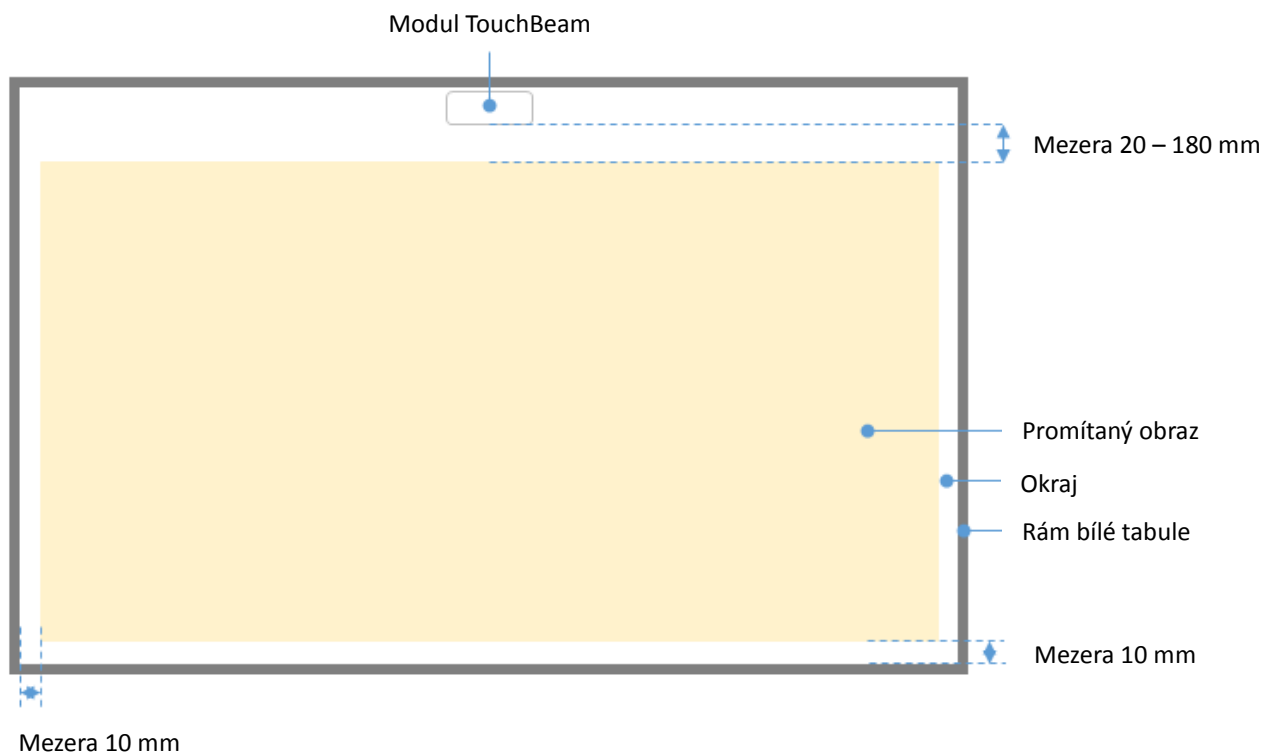 Modul TouchBeam
Mezera 20 – 180 mm
Promítaný obraz
Okraj
Rám bílé tabule
Mezera 10 mm
Mezera 10 mm